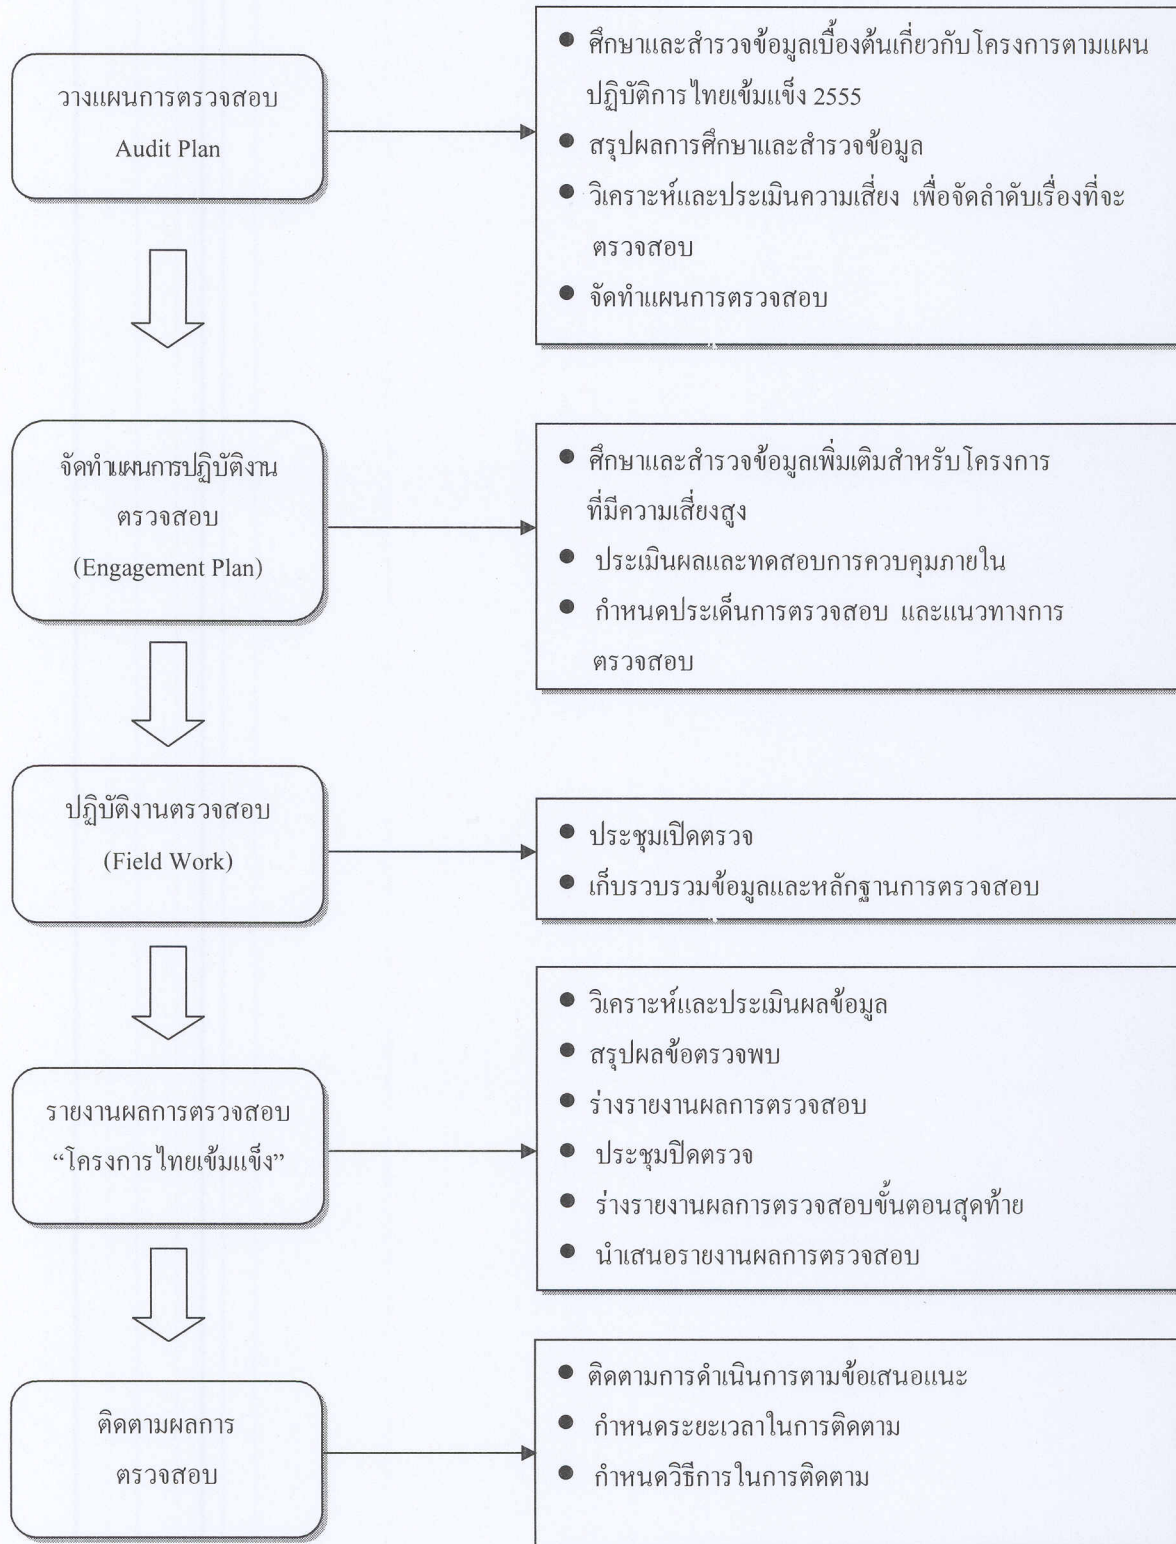 วางแผนการตรวจสอบ
Audit Plan
● ศึกษาและสำรวจข้อมูลเบื้องต้นเกี่ยวกับโครงการตามแผน
ปฏิบัติการไทยเข้มแข็ง 2555
● สรุปผลการศึกษาและสำรวจข้อมูล
● วิเคราะห์และประเมินความเสี่ยง เพื่อจัดลำดับเรื่องที่จะ
ตรวจสอบ
● จัดทำแผนการตรวจสอบ
จัดทำแผนการปฏิบัติงาน
ตรวจสอบ
(Engagement Plan)
● ศึกษาและสำรวจข้อมูลเพิ่มเติมสำหรับโครงการ
ที่มีความเสี่ยงสูง
● ประเมินผลและทดสอบการควบคุมภายใน
● กำหนดประเด็นการตรวจสอบ และแนวทางการ
ตรวจสอบ
ปฏิบัติงานตรวจสอบ
(Field Work)
● ประชุมเปิดตรวจ
● เก็บรวบรวมข้อมูลและหลักฐานการตรวจสอบ
รายงานผลการตรวจสอบ
“โครงการไทยเข้มแข็ง”
● วิเคราะห์และประเมินผลข้อมูล
● สรุปผลข้อตรวจพบ
● ร่างรายงานผลการตรวจสอบ
● ประชุมปิดตรวจ
● ร่างรายงานผลการตรวจสอบขั้นตอนสุดท้าย
● นำเสนอรายงานผลการตรวจสอบ
ติดตามผลการ
ตรวจสอบ
● ติดตามการดำเนินการตามข้อเสนอแนะ
● กำหนดระยะเวลาในการติดตาม
● กำหนดวิธีการในการติดตาม